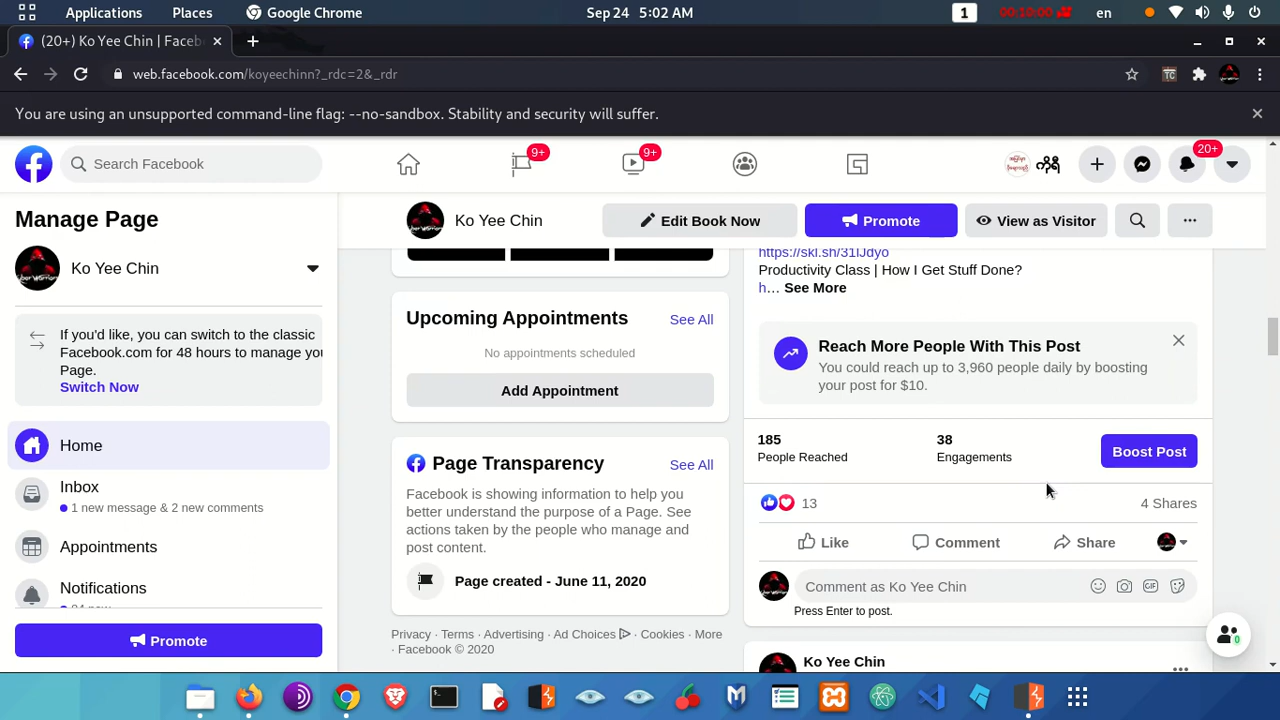 Applications
Places
Google Chrome
Sep 24 5:02 AM
1
00:10:00
en
(20+) Ko Yee Chin | Faceb
web.facebook.com/koyeechinn?_rdc=2&_rdr
TC
You are using an unsupported command-line flag: --no-sandbox. Stability and security will suffer.
Search Facebook
9+
9+
20+
Manage Page
Ko Yee Chin
Edit Book Now
Promote
View as Visitor
Ko Yee Chin
If you'd like, you can switch to the classic
Facebook.com for 48 hours to manage you
Page.
Switch Now
Home
Inbox
1 new message & 2 new comments
Appointments
Notifications
Promote
Upcoming Appointments
See All
No appointments scheduled
Add Appointment
Page Transparency
See All
Facebook is showing information to help you
better understand the purpose of a Page. See
actions taken by the people who manage and
post content.
Page created - June 11, 2020
Privacy · Terms · Advertising · Ad Choices · Cookies · More
· Facebook © 2020
https://skl.sh/31lJdyo
Productivity Class | How I Get Stuff Done?
h… See More
Reach More People With This Post
You could reach up to 3,960 people daily by boosting
your post for $10.
185
People Reached
38
Engagements
Boost Post
13
4 Shares
Like
Comment
Share
Comment as Ko Yee Chin
GIF
Press Enter to post.
0
Ko Yee Chin